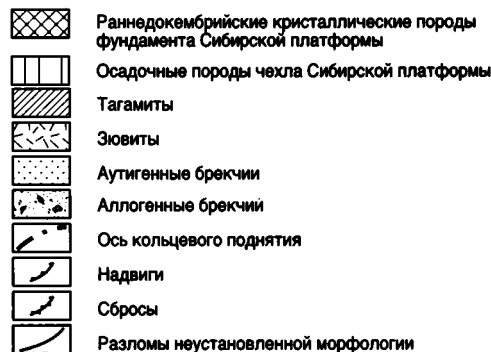 Раннедокембрийские кристаллические породы
фундамента Сибирской платформы
Осадочные породы чехла Сибирской платформы
Тагамиты
Зювиты
Аутигенные брекчии
Аллогенные брекчии
Ось кольцевого поднятия
Надвиги
Сбросы
Разломы неустановленной морфологии